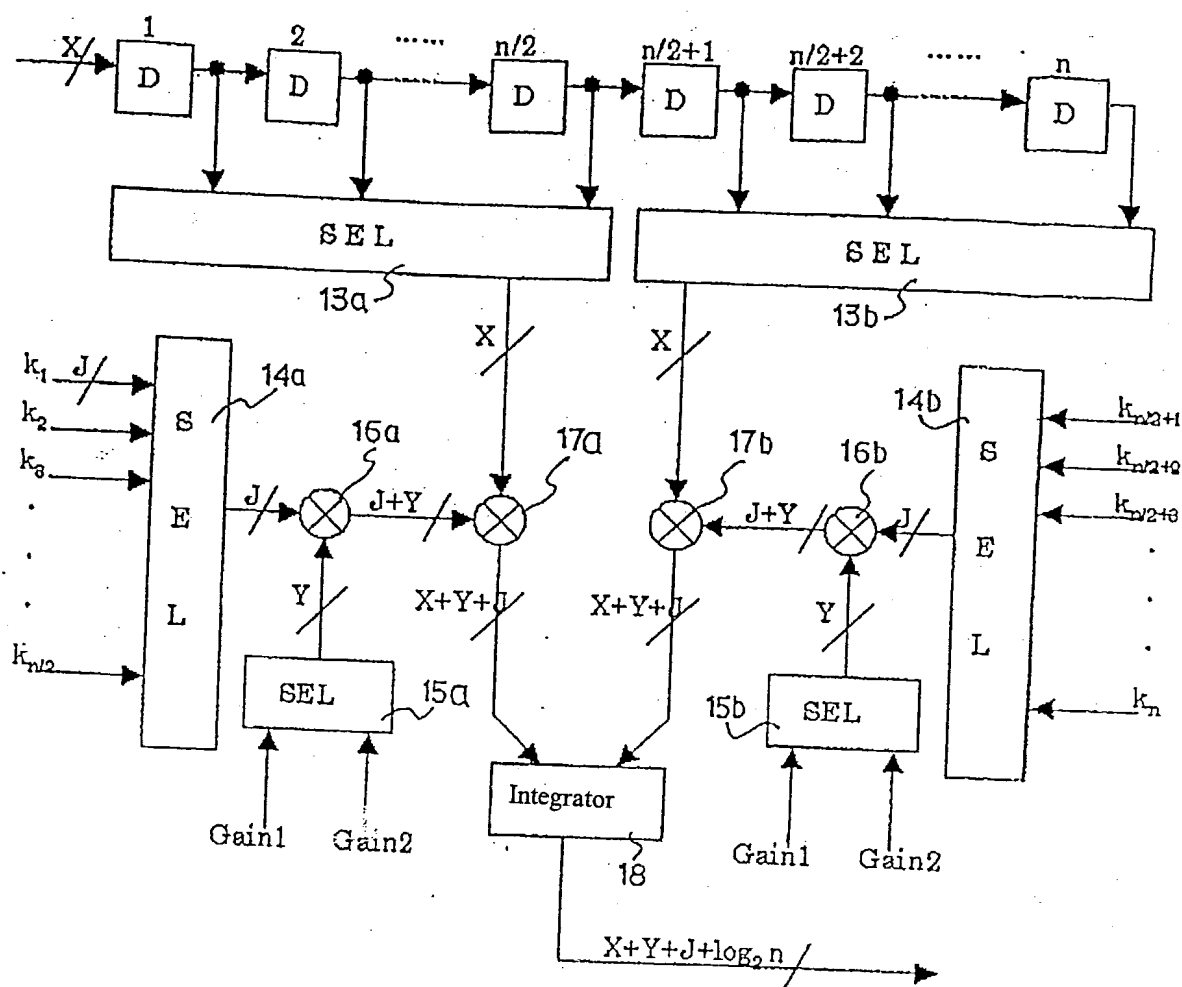 1
2
......
n/2
n/2+1
n/2+2
......
n
X
D
D
D
D
D
D
SEL
SEL
13a
13b
X
X
k1
J
k2
k3
kn/2
S
E
L
14a
16a
17a
17b
16b
14b
S
E
L
kn/2+1
kn/2+2
kn/2+3
kn
J
J+Y
J+Y
J
Y
X+Y+J
X+Y+J
Y
SEL
15a
15b
SEL
Integrator
Gain1
Gain2
18
Gain1
Gain2
X+Y+J+log2 n